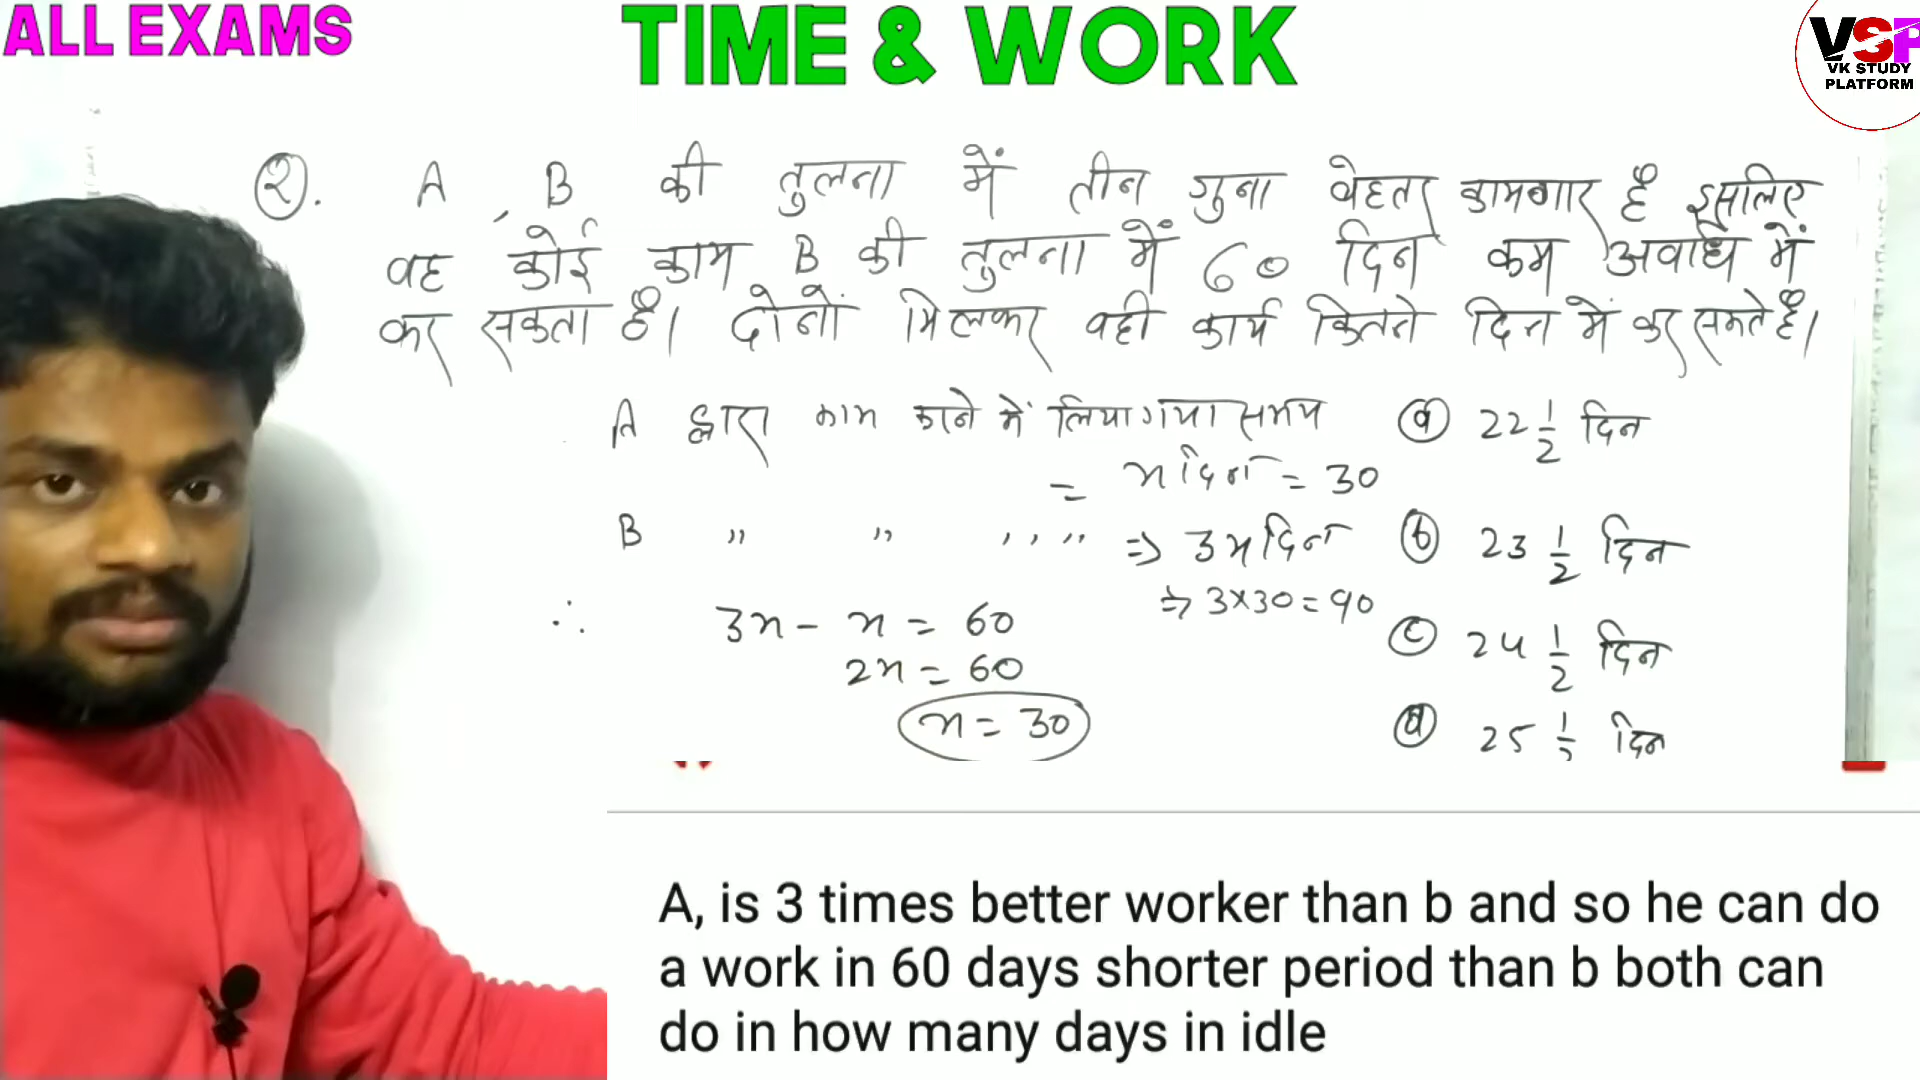 ALL EXAMS
TIME & WORK
VSP
VK STUDY
PLATFORM
2. A, B की तुलना में तीन गुना बेहतर कामगार है इसलिए
वह कोई काम B की तुलना में 60 दिन कम अवधि में
कर सकता है। दोनों मिलकर वही कार्य कितने दिन में कर सकते है।
A द्वारा काम करने में लिया गया समय
= x दिन = 30
B " " , , " ⇒ 3x दिन
⇒ 3×30 = 90
∴ 3x - x = 60
2x = 60
x = 30
(a) 22 1/2 दिन
(b) 23 1/2 दिन
(c) 24 1/2 दिन
(d) 25 1/2 दिन
A, is 3 times better worker than b and so he can do
a work in 60 days shorter period than b both can
do in how many days in idle